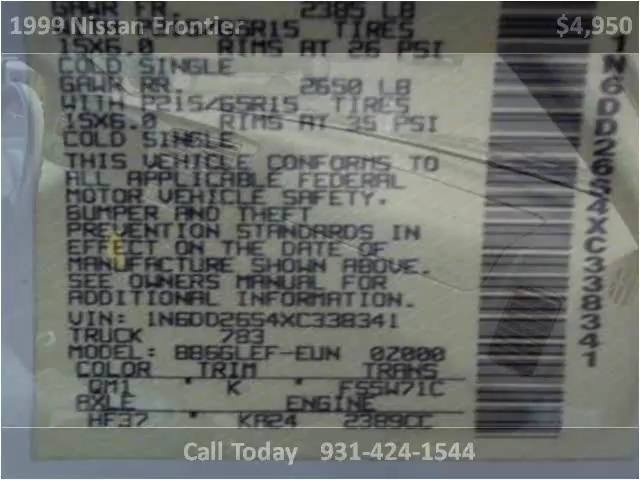 1999 Nissan Frontier $4,950
GAWR FR. 2385 LB
TIRES
15X6.0 RIMS AT 26 PSI
COLD SINGLE
GAWR RR. 2650 LB
WITH P215/65R15 TIRES
15X6.0 RIMS AT 35 PSI
COLD SINGLE
THIS VEHICLE CONFORMS TO
ALL APPLICABLE FEDERAL
MOTOR VEHICLE SAFETY.
BUMPER AND THEFT
PREVENTION STANDARDS IN
EFFECT ON THE DATE OF
MANUFACTURE SHOWN ABOVE.
SEE OWNERS MANUAL FOR
ADDITIONAL INFORMATION.
VIN: 1N6DD26S4XC338341
TRUCK 783
MODEL: BB6GLEF-EUN 0Z000
COLOR TRIM TRANS
QM1 * K * FS5W71C
AXLE ENGINE
HF37 * KA24 2389CC
1N6DD26S4XC338341
Call Today 931-424-1544